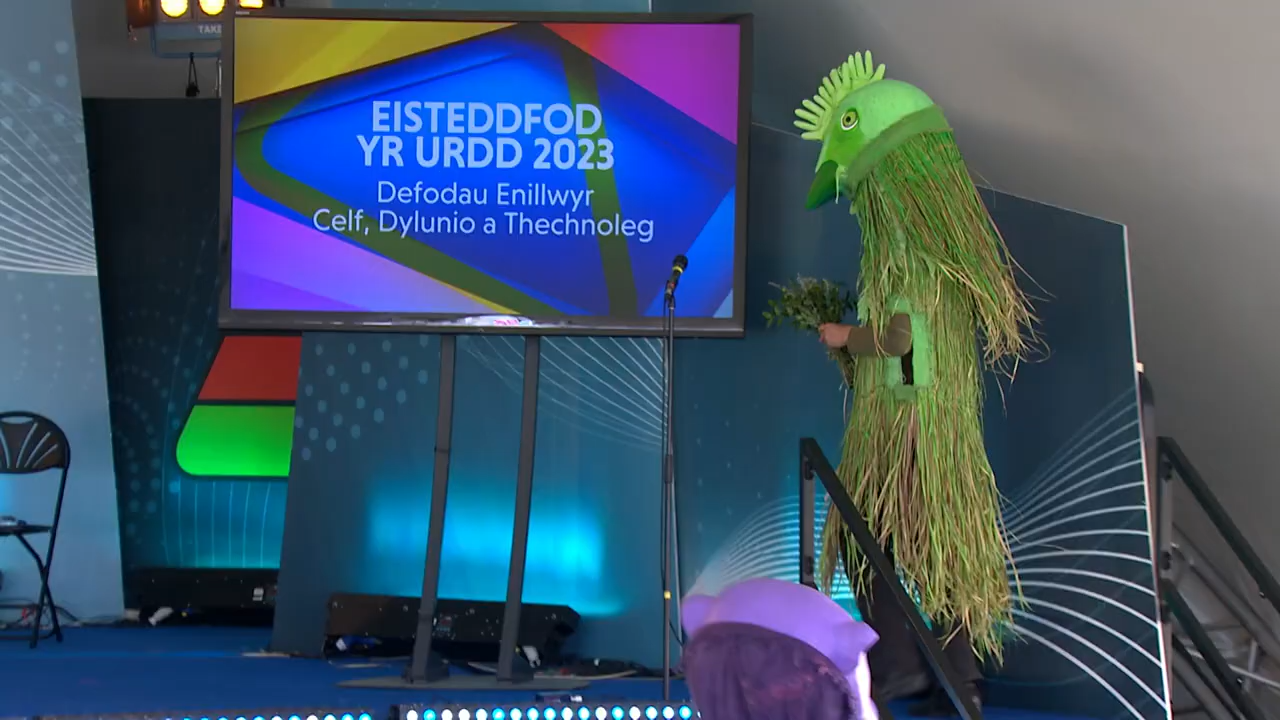 EISTEDDFOD
YR URDD 2023
Defodau Enillwyr
Celf, Dylunio a Thechnoleg